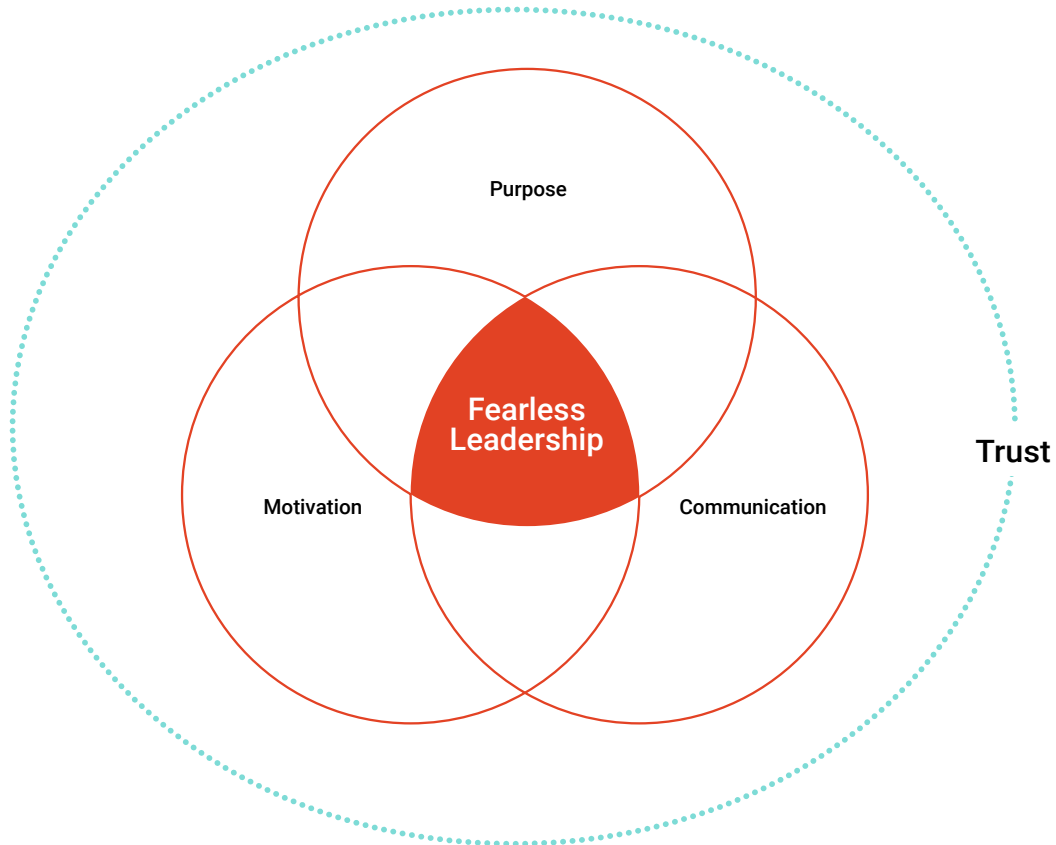 Purpose
Fearless
Leadership
Trust
Motivation
Communication